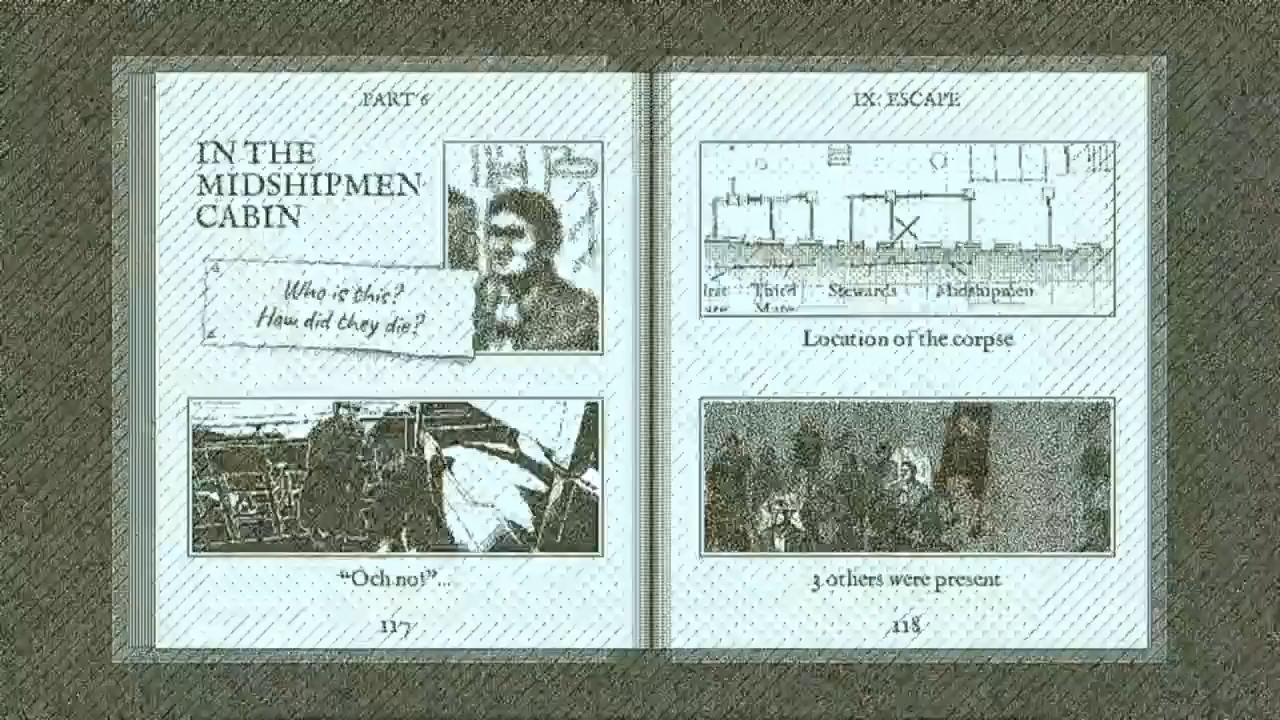 PART 6
IN THE
MIDSHIPMEN
CABIN
Who is this?
How did they die?
"Och no!"...
117
IX: ESCAPE
Third
Mate
Stewards
Midshipmen
Location of the corpse
3 others were present
118